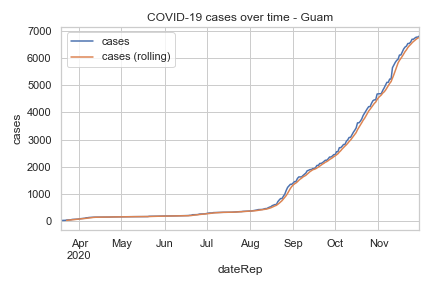 COVID-19 cases over time - Guam
cases
cases (rolling)
7000
6000
5000
4000
3000
2000
1000
0
cases
Apr May Jun Jul Aug Sep Oct Nov
2020
dateRep